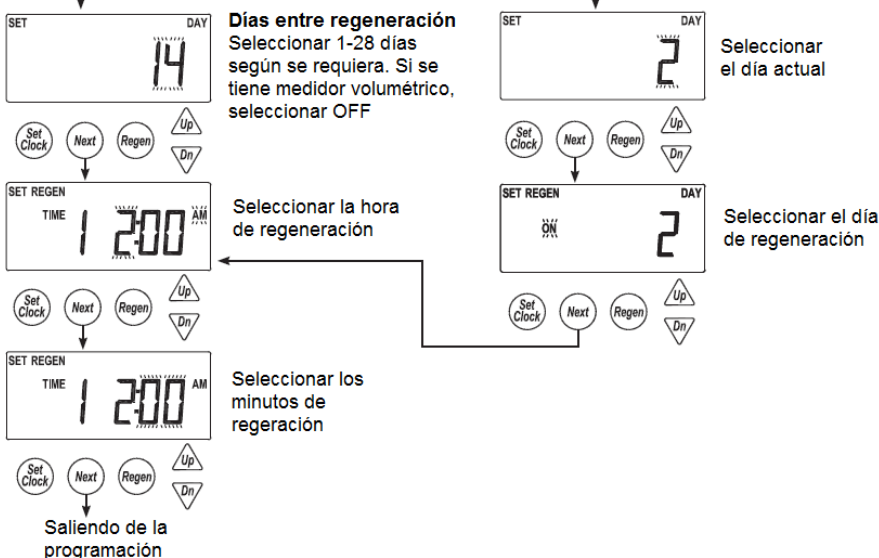 SET DAY
14
Días entre regeneración
Seleccionar 1-28 días
según se requiera. Si se
tiene medidor volumétrico,
seleccionar OFF
Set Clock Next Regen Up Dn
SET REGEN
TIME 1 2:00 AM
Seleccionar la hora
de regeneración
Set Clock Next Regen Up Dn
SET REGEN
TIME 1 2:00 AM
Seleccionar los
minutos de
regeración
Set Clock Next Regen Up Dn
Saliendo de la
programación
SET DAY
2
Seleccionar
el día actual
Set Clock Next Regen Up Dn
SET REGEN DAY
ON 2
Seleccionar el día
de regeneración
Set Clock Next Regen Up Dn